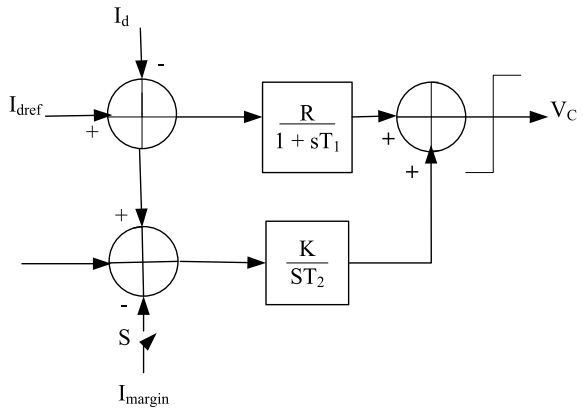 I_d
-
I_dref
+
R
1 + sT_1
+
+
V_C
+
K
ST_2
-
S
I_margin